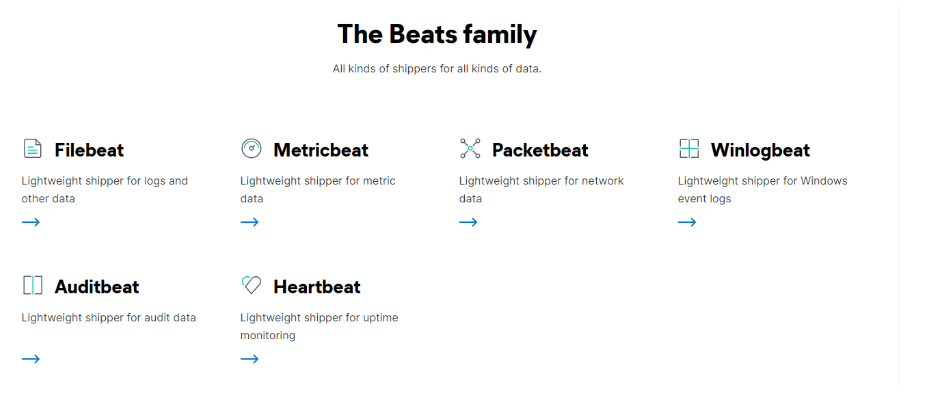 The Beats family
All kinds of shippers for all kinds of data.
Filebeat
Lightweight shipper for logs and
other data
Metricbeat
Lightweight shipper for metric
data
Packetbeat
Lightweight shipper for network
data
Winlogbeat
Lightweight shipper for Windows
event logs
Auditbeat
Lightweight shipper for audit data
Heartbeat
Lightweight shipper for uptime
monitoring